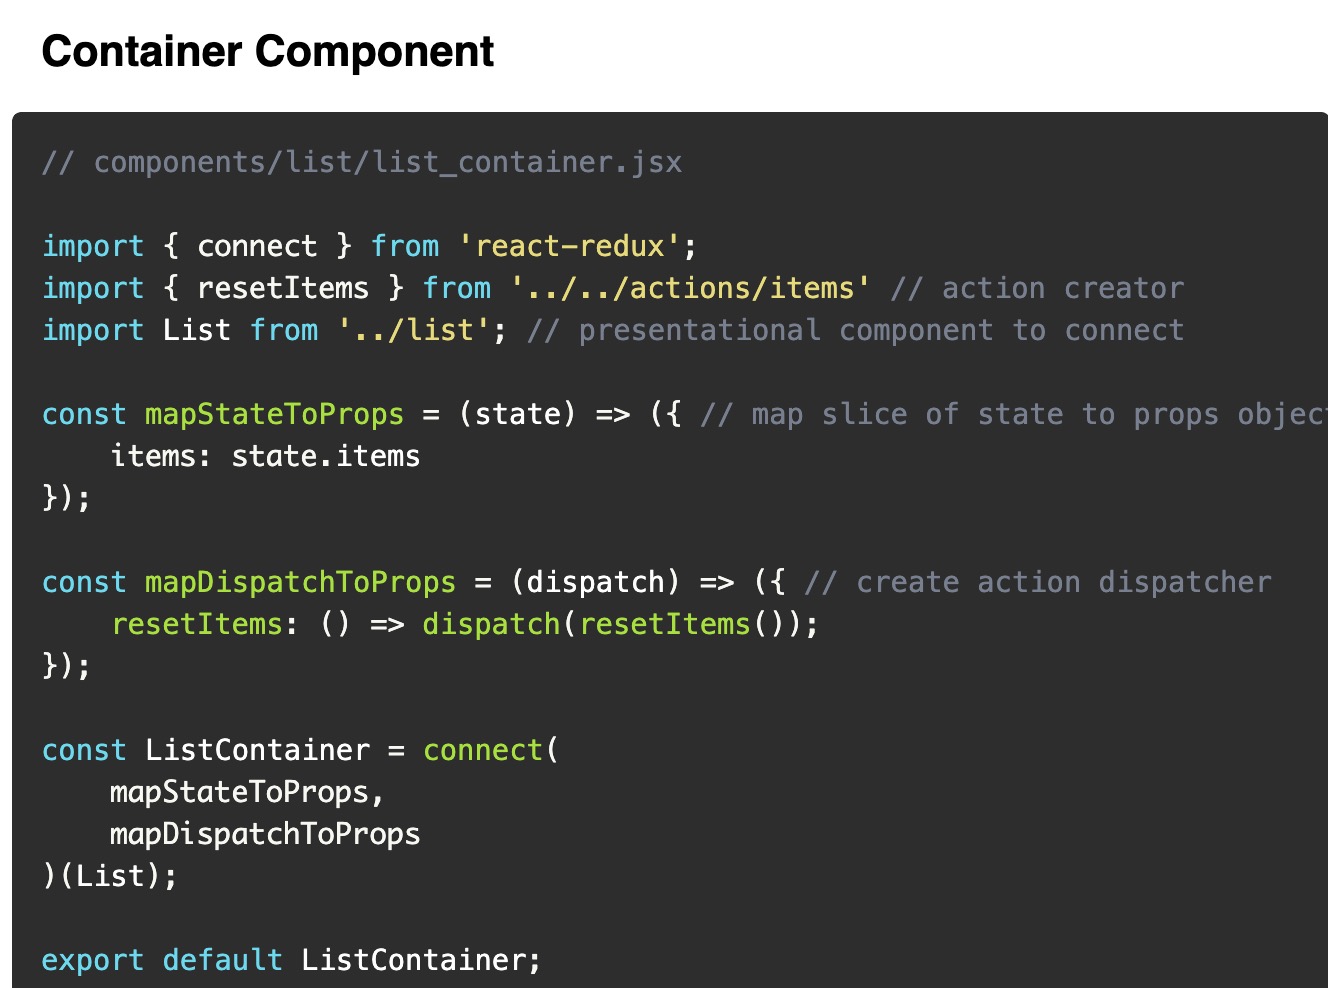 Container Component
// components/list/list_container.jsx
import { connect } from 'react-redux';
import { resetItems } from '../../actions/items' // action creator
import List from '../list'; // presentational component to connect
const mapStateToProps = (state) => ({ // map slice of state to props objec
    items: state.items
});
const mapDispatchToProps = (dispatch) => ({ // create action dispatcher
    resetItems: () => dispatch(resetItems());
});
const ListContainer = connect(
    mapStateToProps,
    mapDispatchToProps
)(List);
export default ListContainer;